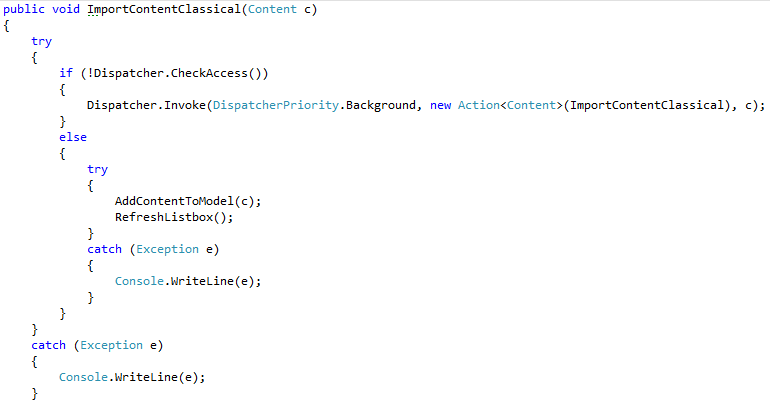 public void ImportContentClassical(Content c)
{
    try
    {
        if (!Dispatcher.CheckAccess())
        {
            Dispatcher.Invoke(DispatcherPriority.Background, new Action<Content>(ImportContentClassical), c);
        }
        else
        {
            try
            {
                AddContentToModel(c);
                RefreshListbox();
            }
            catch (Exception e)
            {
                Console.WriteLine(e);
            }
        }
    }
    catch (Exception e)
    {
        Console.WriteLine(e);
    }